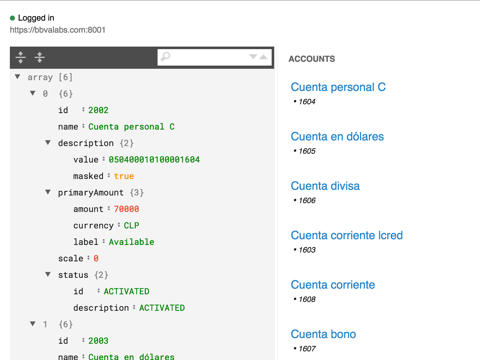 Logged in
https://bbvalabs.com:8001
array [6]
0 {6}
id : 2002
name : Cuenta personal C
description {2}
value : 050400010100001604
masked : true
primaryAmount {3}
amount : 70000
currency : CLP
label : Available
scale : 0
status {2}
id : ACTIVATED
description : ACTIVATED
1 {6}
id : 2003
name : Cuenta en dólares
ACCOUNTS
Cuenta personal C
• 1604
Cuenta en dólares
• 1605
Cuenta divisa
• 1606
Cuenta corriente lcred
• 1603
Cuenta corriente
• 1608
Cuenta bono
• 1607